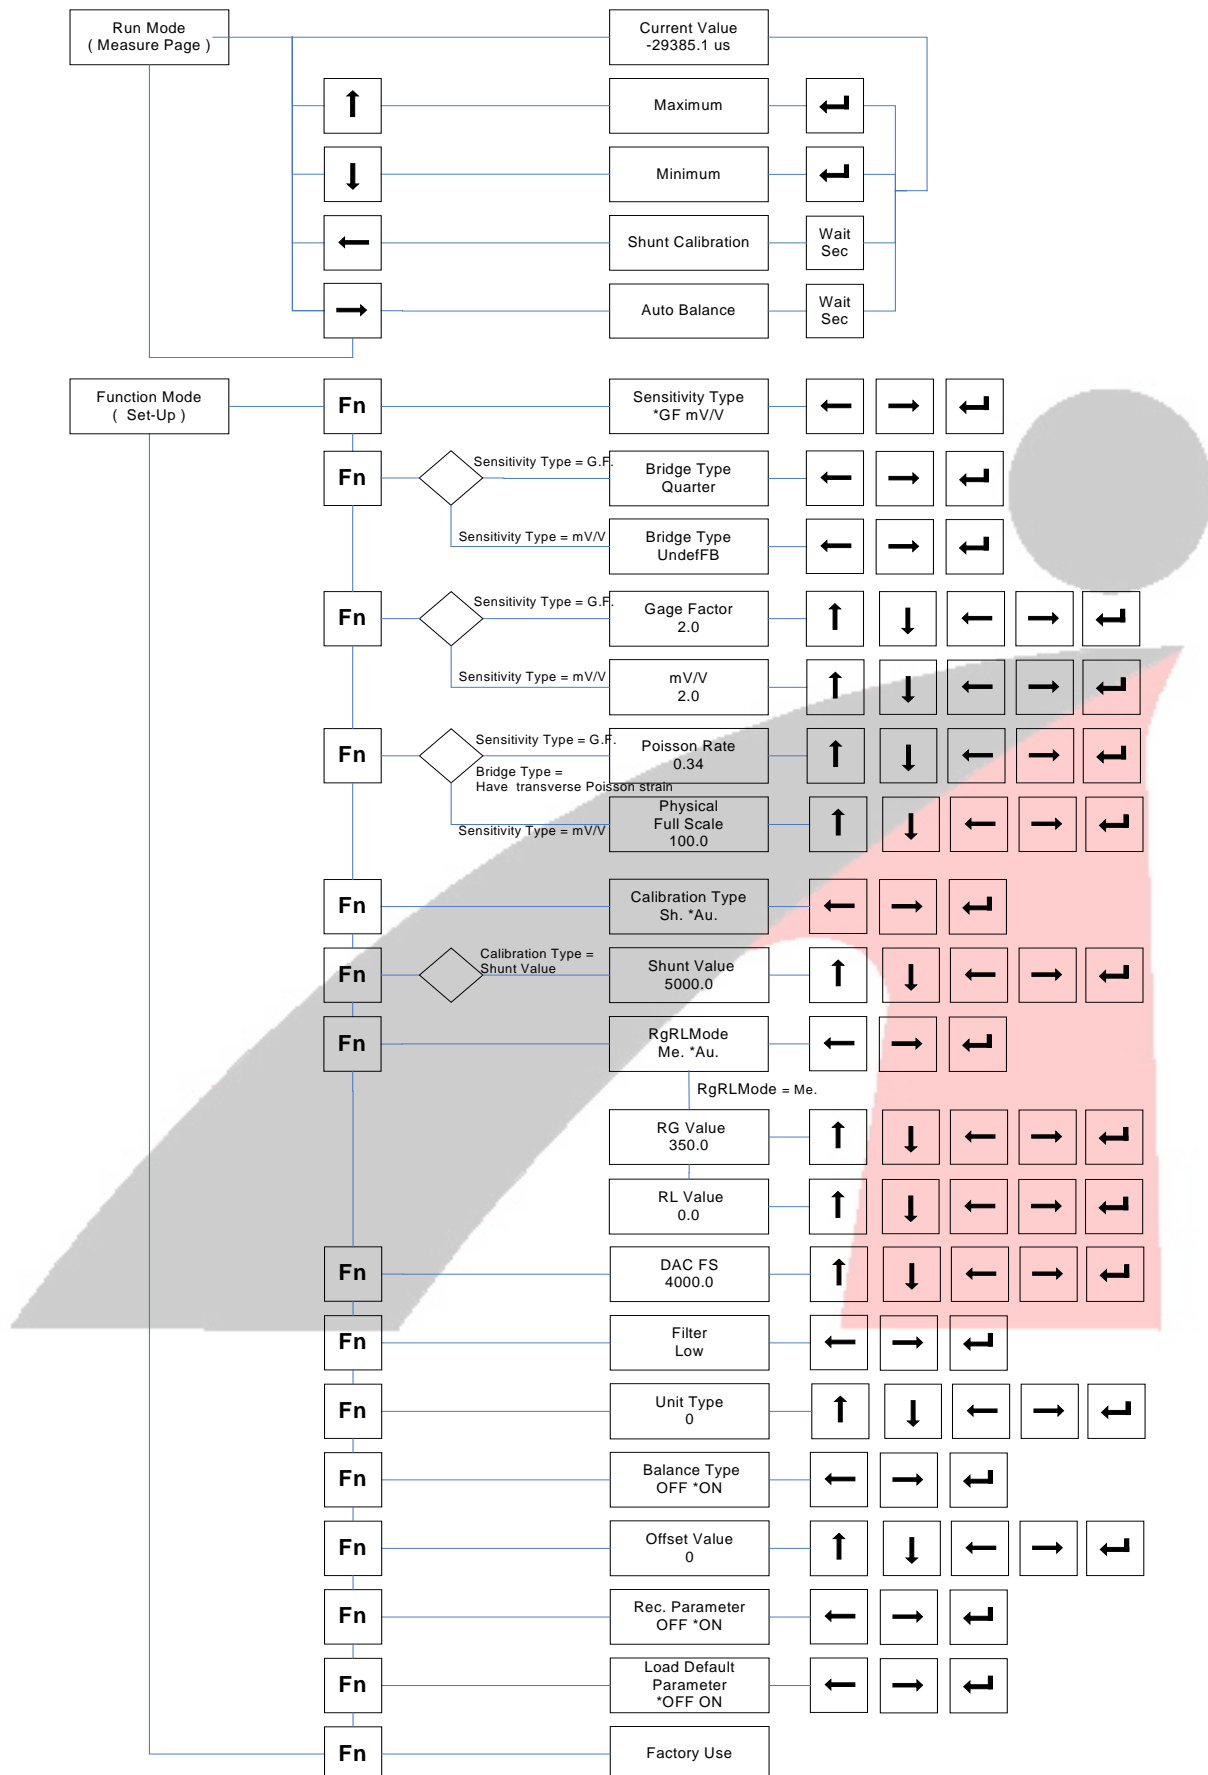 Run Mode
( Measure Page )
Current Value
-29385.1 us
Maximum
Minimum
Shunt Calibration
Wait
Sec
Auto Balance
Wait
Sec
Function Mode
( Set-Up )
Fn
Sensitivity Type
*GF mV/V
Fn
Sensitivity Type = G.F.
Bridge Type
Quarter
Sensitivity Type = mV/V
Bridge Type
UndefFB
Fn
Sensitivity Type = G.F.
Gage Factor
2.0
Sensitivity Type = mV/V
mV/V
2.0
Fn
Sensitivity Type = G.F.
Bridge Type =
Have transverse Poisson strain
Poisson Rate
0.34
Sensitivity Type = mV/V
Physical
Full Scale
100.0
Fn
Calibration Type
Sh. *Au.
Fn
Calibration Type =
Shunt Value
Shunt Value
5000.0
Fn
RgRLMode
Me. *Au.
RgRLMode = Me.
RG Value
350.0
RL Value
0.0
Fn
DAC FS
4000.0
Fn
Filter
Low
Fn
Unit Type
0
Fn
Balance Type
OFF *ON
Fn
Offset Value
0
Fn
Rec. Parameter
OFF *ON
Fn
Load Default
Parameter
*OFF ON
Fn
Factory Use